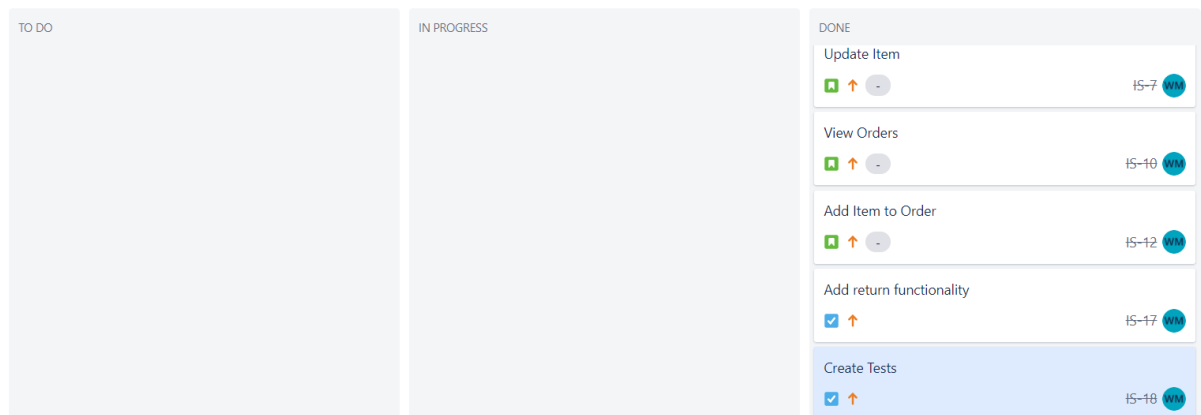 TO DO
IN PROGRESS
DONE
Update Item
-
IS-7
WM
View Orders
-
IS-10
WM
Add Item to Order
-
IS-12
WM
Add return functionality
IS-17
WM
Create Tests
IS-18
WM